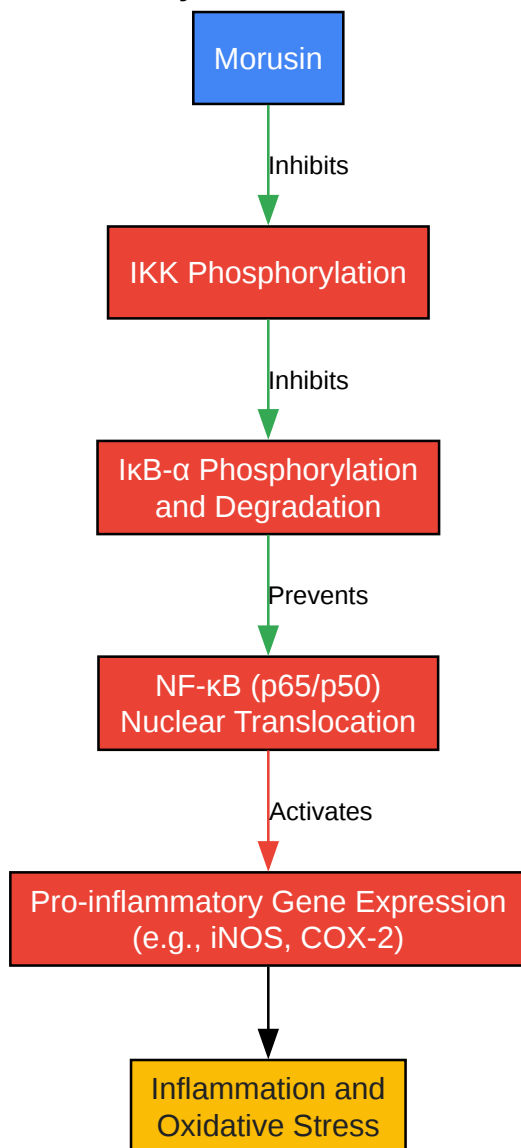 Morusin
Inhibits
IKK Phosphorylation
Inhibits
IκB-α Phosphorylation
and Degradation
Prevents
NF-κB (p65/p50)
Nuclear Translocation
Activates
Pro-inflammatory Gene Expression
(e.g., iNOS, COX-2)
Inflammation and
Oxidative Stress